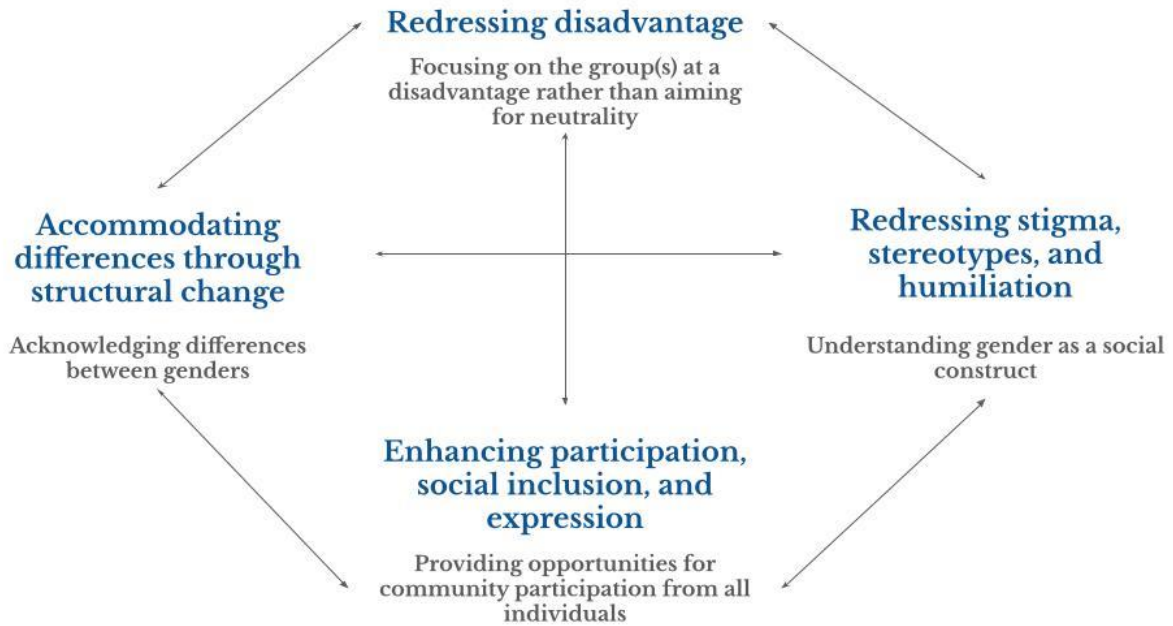 Redressing disadvantage
Focusing on the group(s) at a
disadvantage rather than aiming
for neutrality
Accommodating
differences through
structural change
Acknowledging differences
between genders
Redressing stigma,
stereotypes, and
humiliation
Understanding gender as a social
construct
Enhancing participation,
social inclusion, and
expression
Providing opportunities for
community participation from all
individuals